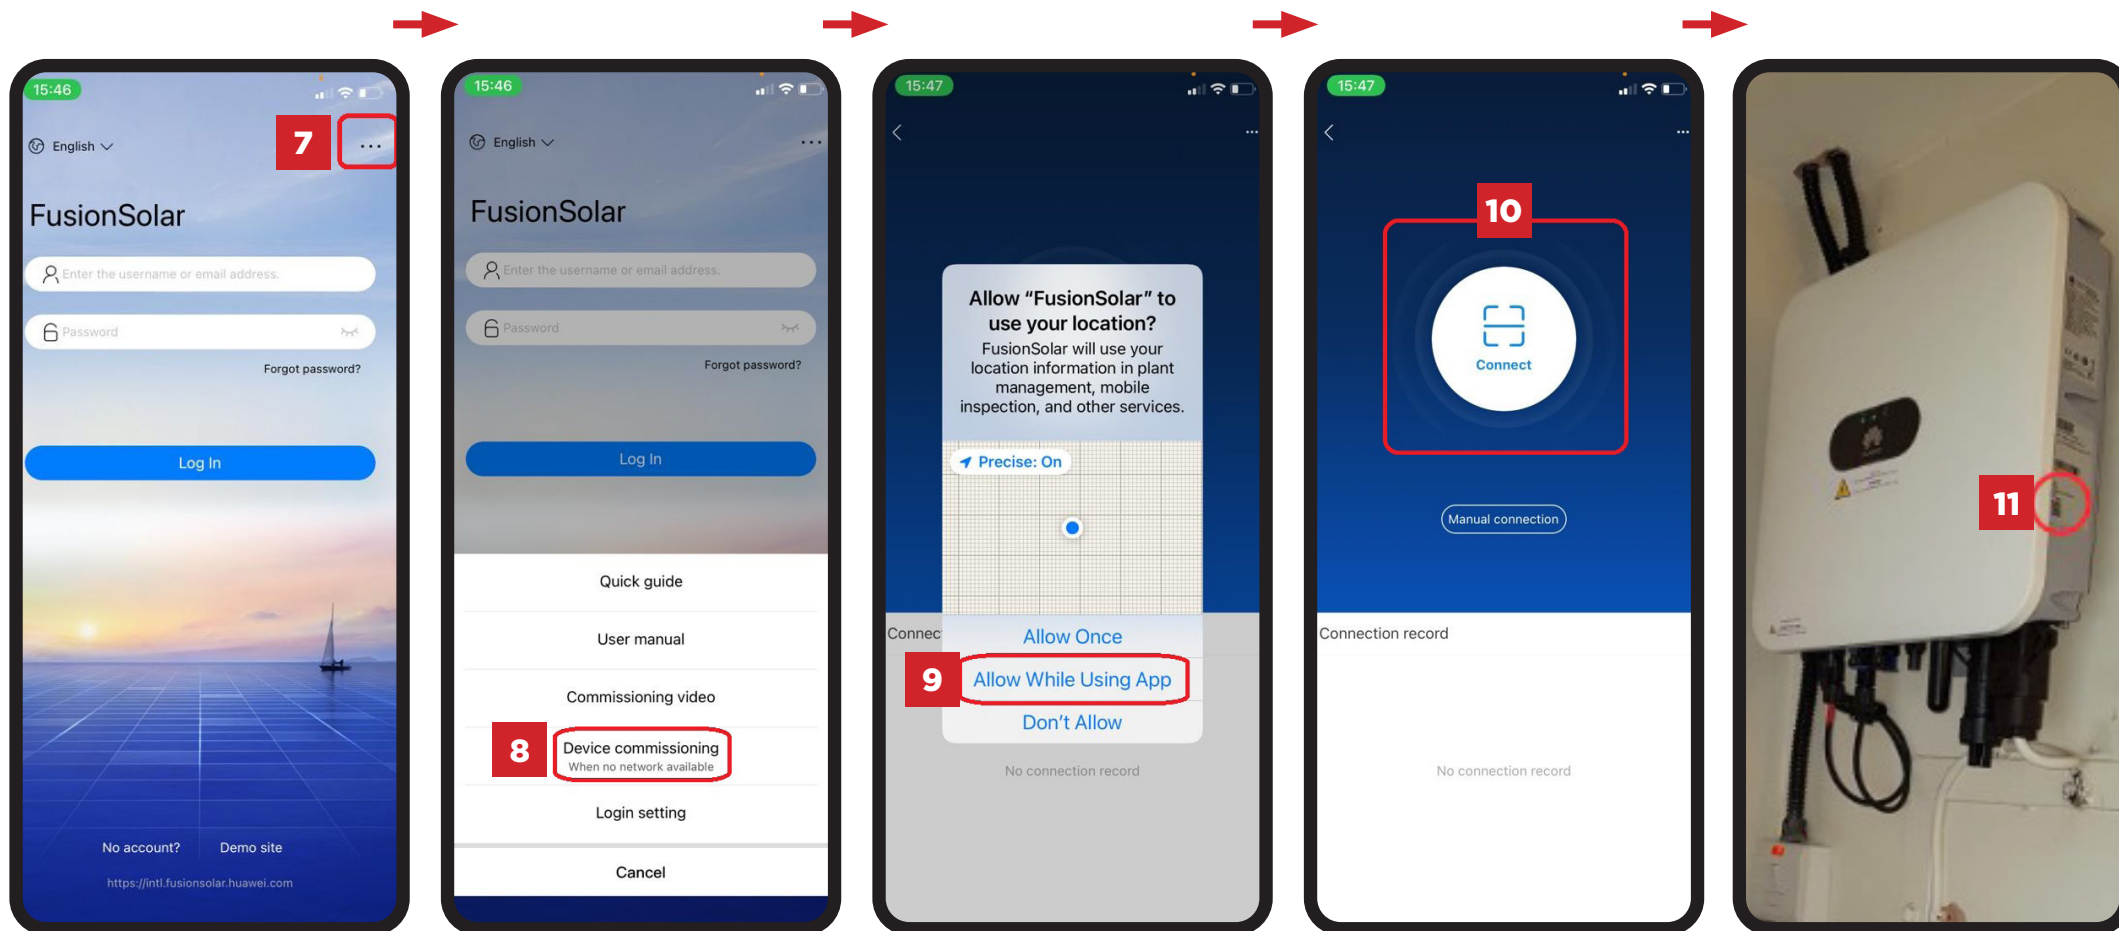 15:46
English
7
...
FusionSolar
Enter the username or email address.
Password
Forgot password?
Log In
No account?
Demo site
https://intl.fusionsolar.huawei.com
15:46
English
...
FusionSolar
Enter the username or email address.
Password
Forgot password?
Log In
Quick guide
User manual
Commissioning video
8
Device commissioning
When no network available
Login setting
Cancel
15:47
...
Allow “FusionSolar” to
use your location?
FusionSolar will use your
location information in plant
management, mobile
inspection, and other services.
Precise: On
Connec
Allow Once
9
Allow While Using App
Don’t Allow
No connection record
15:47
...
10
Connect
Manual connection
Connection record
No connection record
11